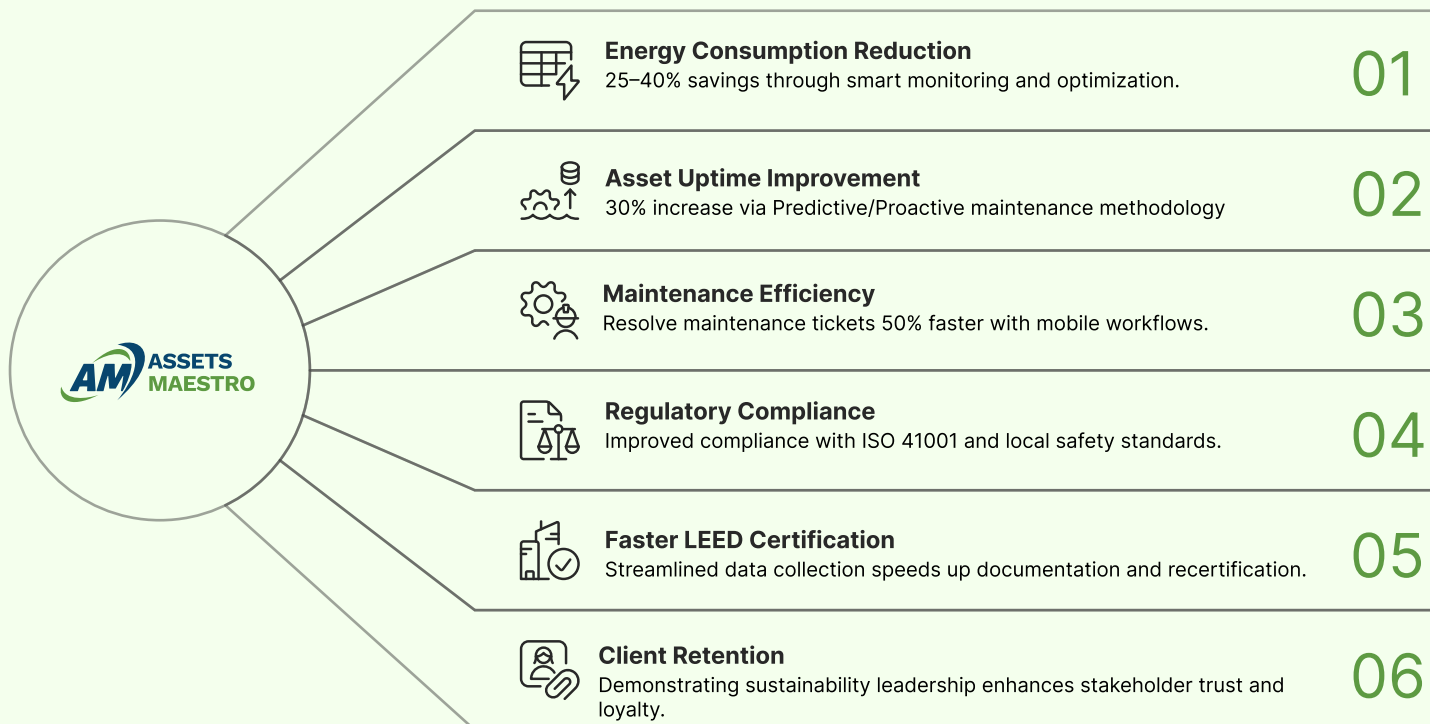 Energy Consumption Reduction
25–40% savings through smart monitoring and optimization.
01
Asset Uptime Improvement
30% increase via Predictive/Proactive maintenance methodology
02
Maintenance Efficiency
Resolve maintenance tickets 50% faster with mobile workflows.
03
AM ASSETS
MAESTRO
Regulatory Compliance
Improved compliance with ISO 41001 and local safety standards.
04
Faster LEED Certification
Streamlined data collection speeds up documentation and recertification.
05
Client Retention
Demonstrating sustainability leadership enhances stakeholder trust and
loyalty.
06